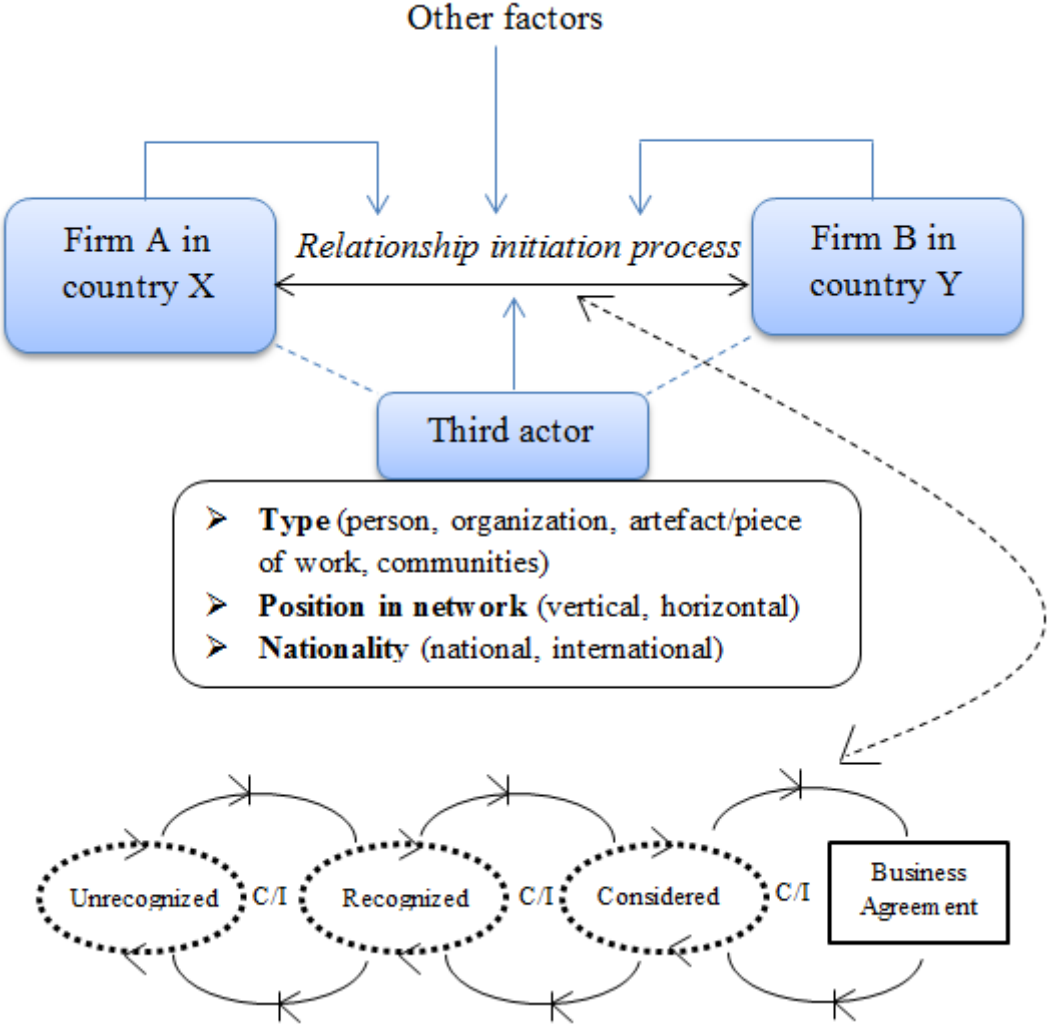 Other factors
Firm A in
country X
Relationship initiation process
Firm B in
country Y
Third actor
➢ Type (person, organization, artefact/piece
of work, communities)
➢ Position in network (vertical, horizontal)
➢ Nationality (national, international)
Unrecognized
C/I
Recognized
C/I
Considered
C/I
Business
Agreement